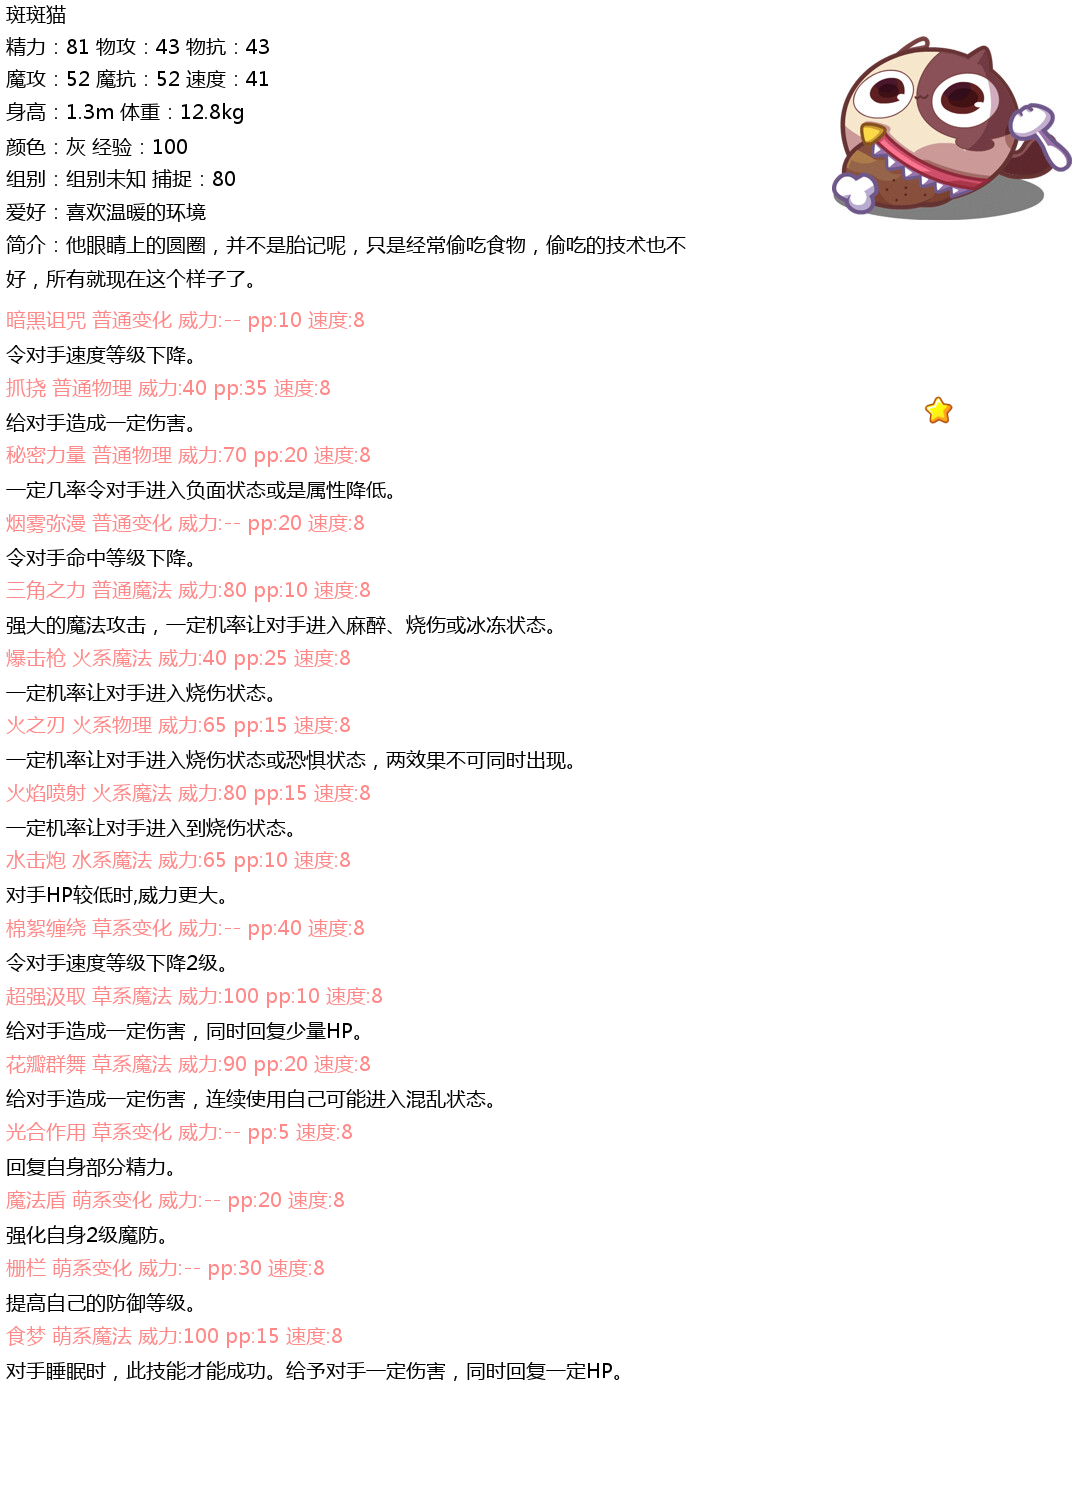 斑斑猫
精力：81 物攻：43 物抗：43
魔攻：52 魔抗：52 速度：41
身高：1.3m 体重：12.8kg
颜色：灰 经验：100
组别：组别未知 捕捉：80
爱好：喜欢温暖的环境
简介：他眼睛上的圆圈，并不是胎记呢，只是经常偷吃食物，偷吃的技术也不
好，所有就现在这个样子了。
暗黑诅咒 普通变化 威力:-- pp:10 速度:8
令对手速度等级下降。
抓挠 普通物理 威力:40 pp:35 速度:8
给对手造成一定伤害。
秘密力量 普通物理 威力:70 pp:20 速度:8
一定几率令对手进入负面状态或是属性降低。
烟雾弥漫 普通变化 威力:-- pp:20 速度:8
令对手命中等级下降。
三角之力 普通魔法 威力:80 pp:10 速度:8
强大的魔法攻击，一定机率让对手进入麻醉、烧伤或冰冻状态。
爆击枪 火系魔法 威力:40 pp:25 速度:8
一定机率让对手进入烧伤状态。
火之刃 火系物理 威力:65 pp:15 速度:8
一定机率让对手进入烧伤状态或恐惧状态，两效果不可同时出现。
火焰喷射 火系魔法 威力:80 pp:15 速度:8
一定机率让对手进入到烧伤状态。
水击炮 水系魔法 威力:65 pp:10 速度:8
对手HP较低时,威力更大。
棉絮缠绕 草系变化 威力:-- pp:40 速度:8
令对手速度等级下降2级。
超强汲取 草系魔法 威力:100 pp:10 速度:8
给对手造成一定伤害，同时回复少量HP。
花瓣群舞 草系魔法 威力:90 pp:20 速度:8
给对手造成一定伤害，连续使用自己可能进入混乱状态。
光合作用 草系变化 威力:-- pp:5 速度:8
回复自身部分精力。
魔法盾 萌系变化 威力:-- pp:20 速度:8
强化自身2级魔防。
栅栏 萌系变化 威力:-- pp:30 速度:8
提高自己的防御等级。
食梦 萌系魔法 威力:100 pp:15 速度:8
对手睡眠时，此技能才能成功。给予对手一定伤害，同时回复一定HP。